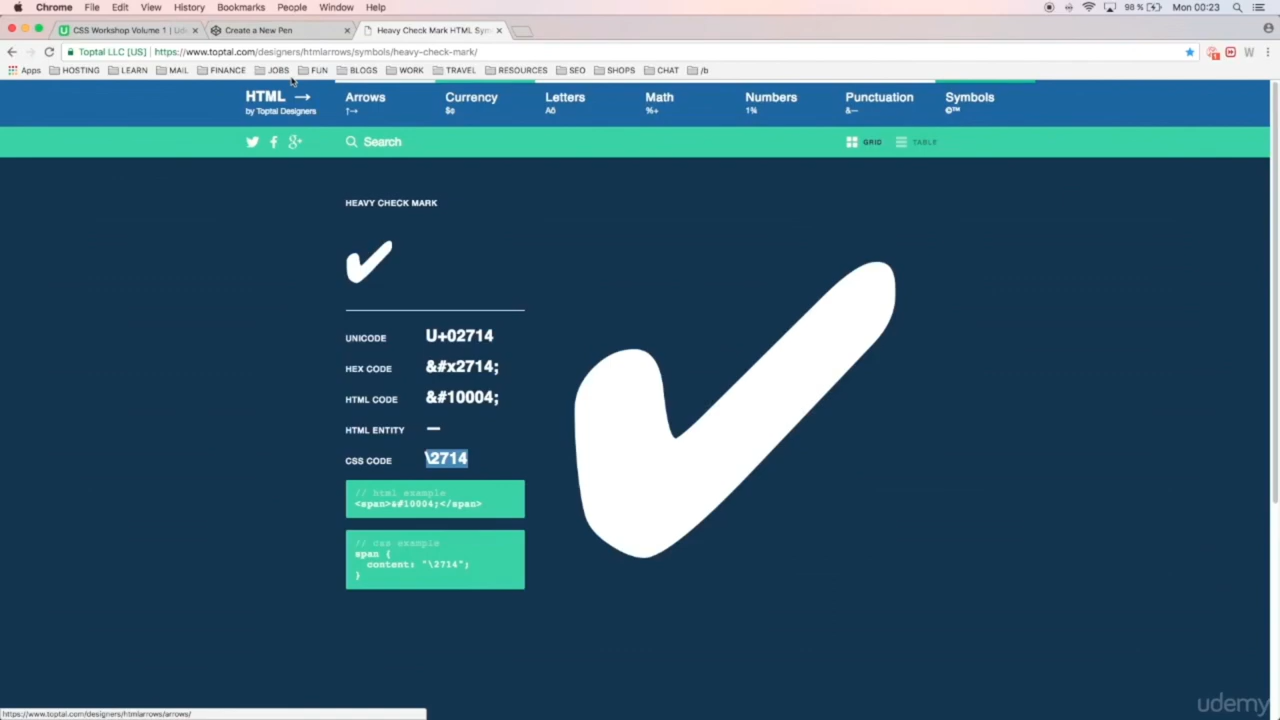 Chrome File Edit View History Bookmarks People Window Help 98 % Mon 00:23
CSS Workshop Volume 1 | Ude × Create a New Pen × Heavy Check Mark HTML Sym ×
Toptal LLC [US] https://www.toptal.com/designers/htmlarrows/symbols/heavy-check-mark/
Apps HOSTING LEARN MAIL FINANCE JOBS FUN BLOGS WORK TRAVEL RESOURCES SEO SHOPS CHAT /b
HTML → Arrows Currency Letters Math Numbers Punctuation Symbols
by Toptal Designers ↑→ $¢ %+ &— ©™
Search GRID TABLE
HEAVY CHECK MARK
✔
UNICODE U+02714
HEX CODE &#x2714;
HTML CODE &#10004;
HTML ENTITY —
CSS CODE \2714
// html example
<span>&#10004;</span>
// css example
span {
content: "\2714";
}
https://www.toptal.com/designers/htmlarrows/arrows/
udemy